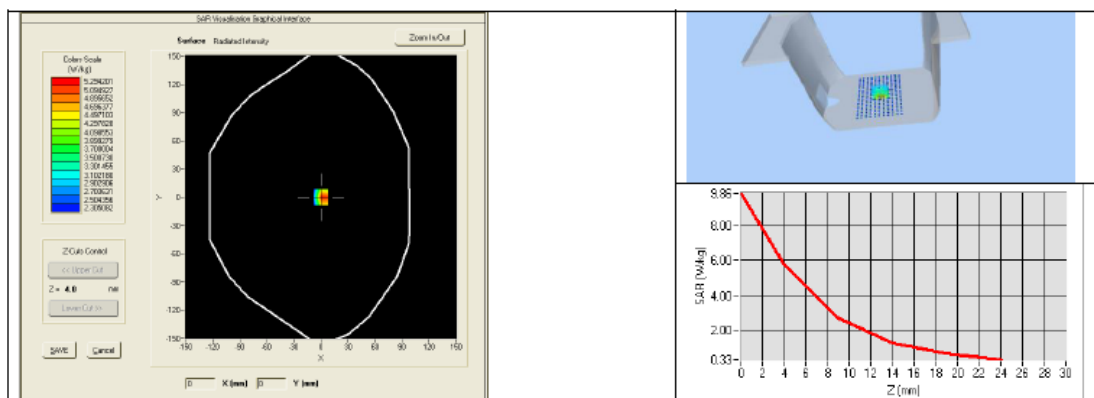 SAR Visualisation Graphical Interface
Surface Radiated Intensity
Zoom In/Out
Colors Scale
(W/kg)
5.294201
5.094927
4.895652
4.696377
4.497103
4.297828
4.098553
3.898279
3.700004
3.500730
3.301455
3.102180
2.902906
2.703631
2.504356
2.305082
Z-Cuts Control
<< Upper Cut
Z = 4.0 mm
Lower Cut >>
SAVE Cancel
Y
150-
120-
90-
60-
30-
0-
-30-
-60-
-90-
-120-
-150-
-150 -120 -90 -60 -30 0 30 60 90 120 150
X
0 X (mm) 0 Y (mm)
SAR (W/kg)
9.86-
8.00-
6.00-
4.00-
2.00-
0.33-
0 2 4 6 8 10 12 14 16 18 20 22 24 26 28 30
Z (mm)